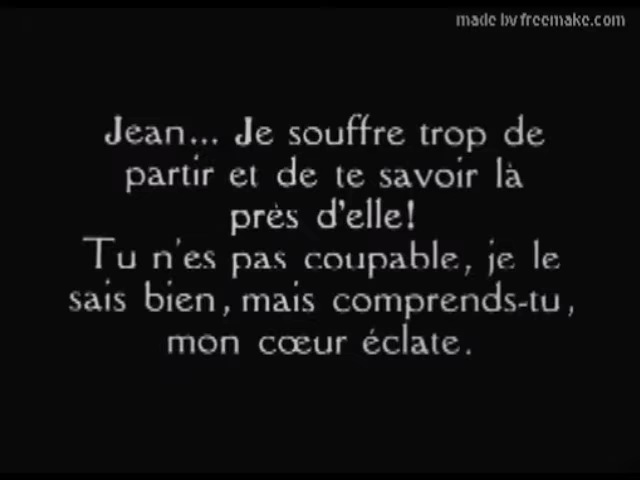 made by freemake.com
Jean... Je souffre trop de
partir et de te savoir là
près d'elle!
Tu n'es pas coupable, je le
sais bien, mais comprends-tu,
mon cœur éclate.